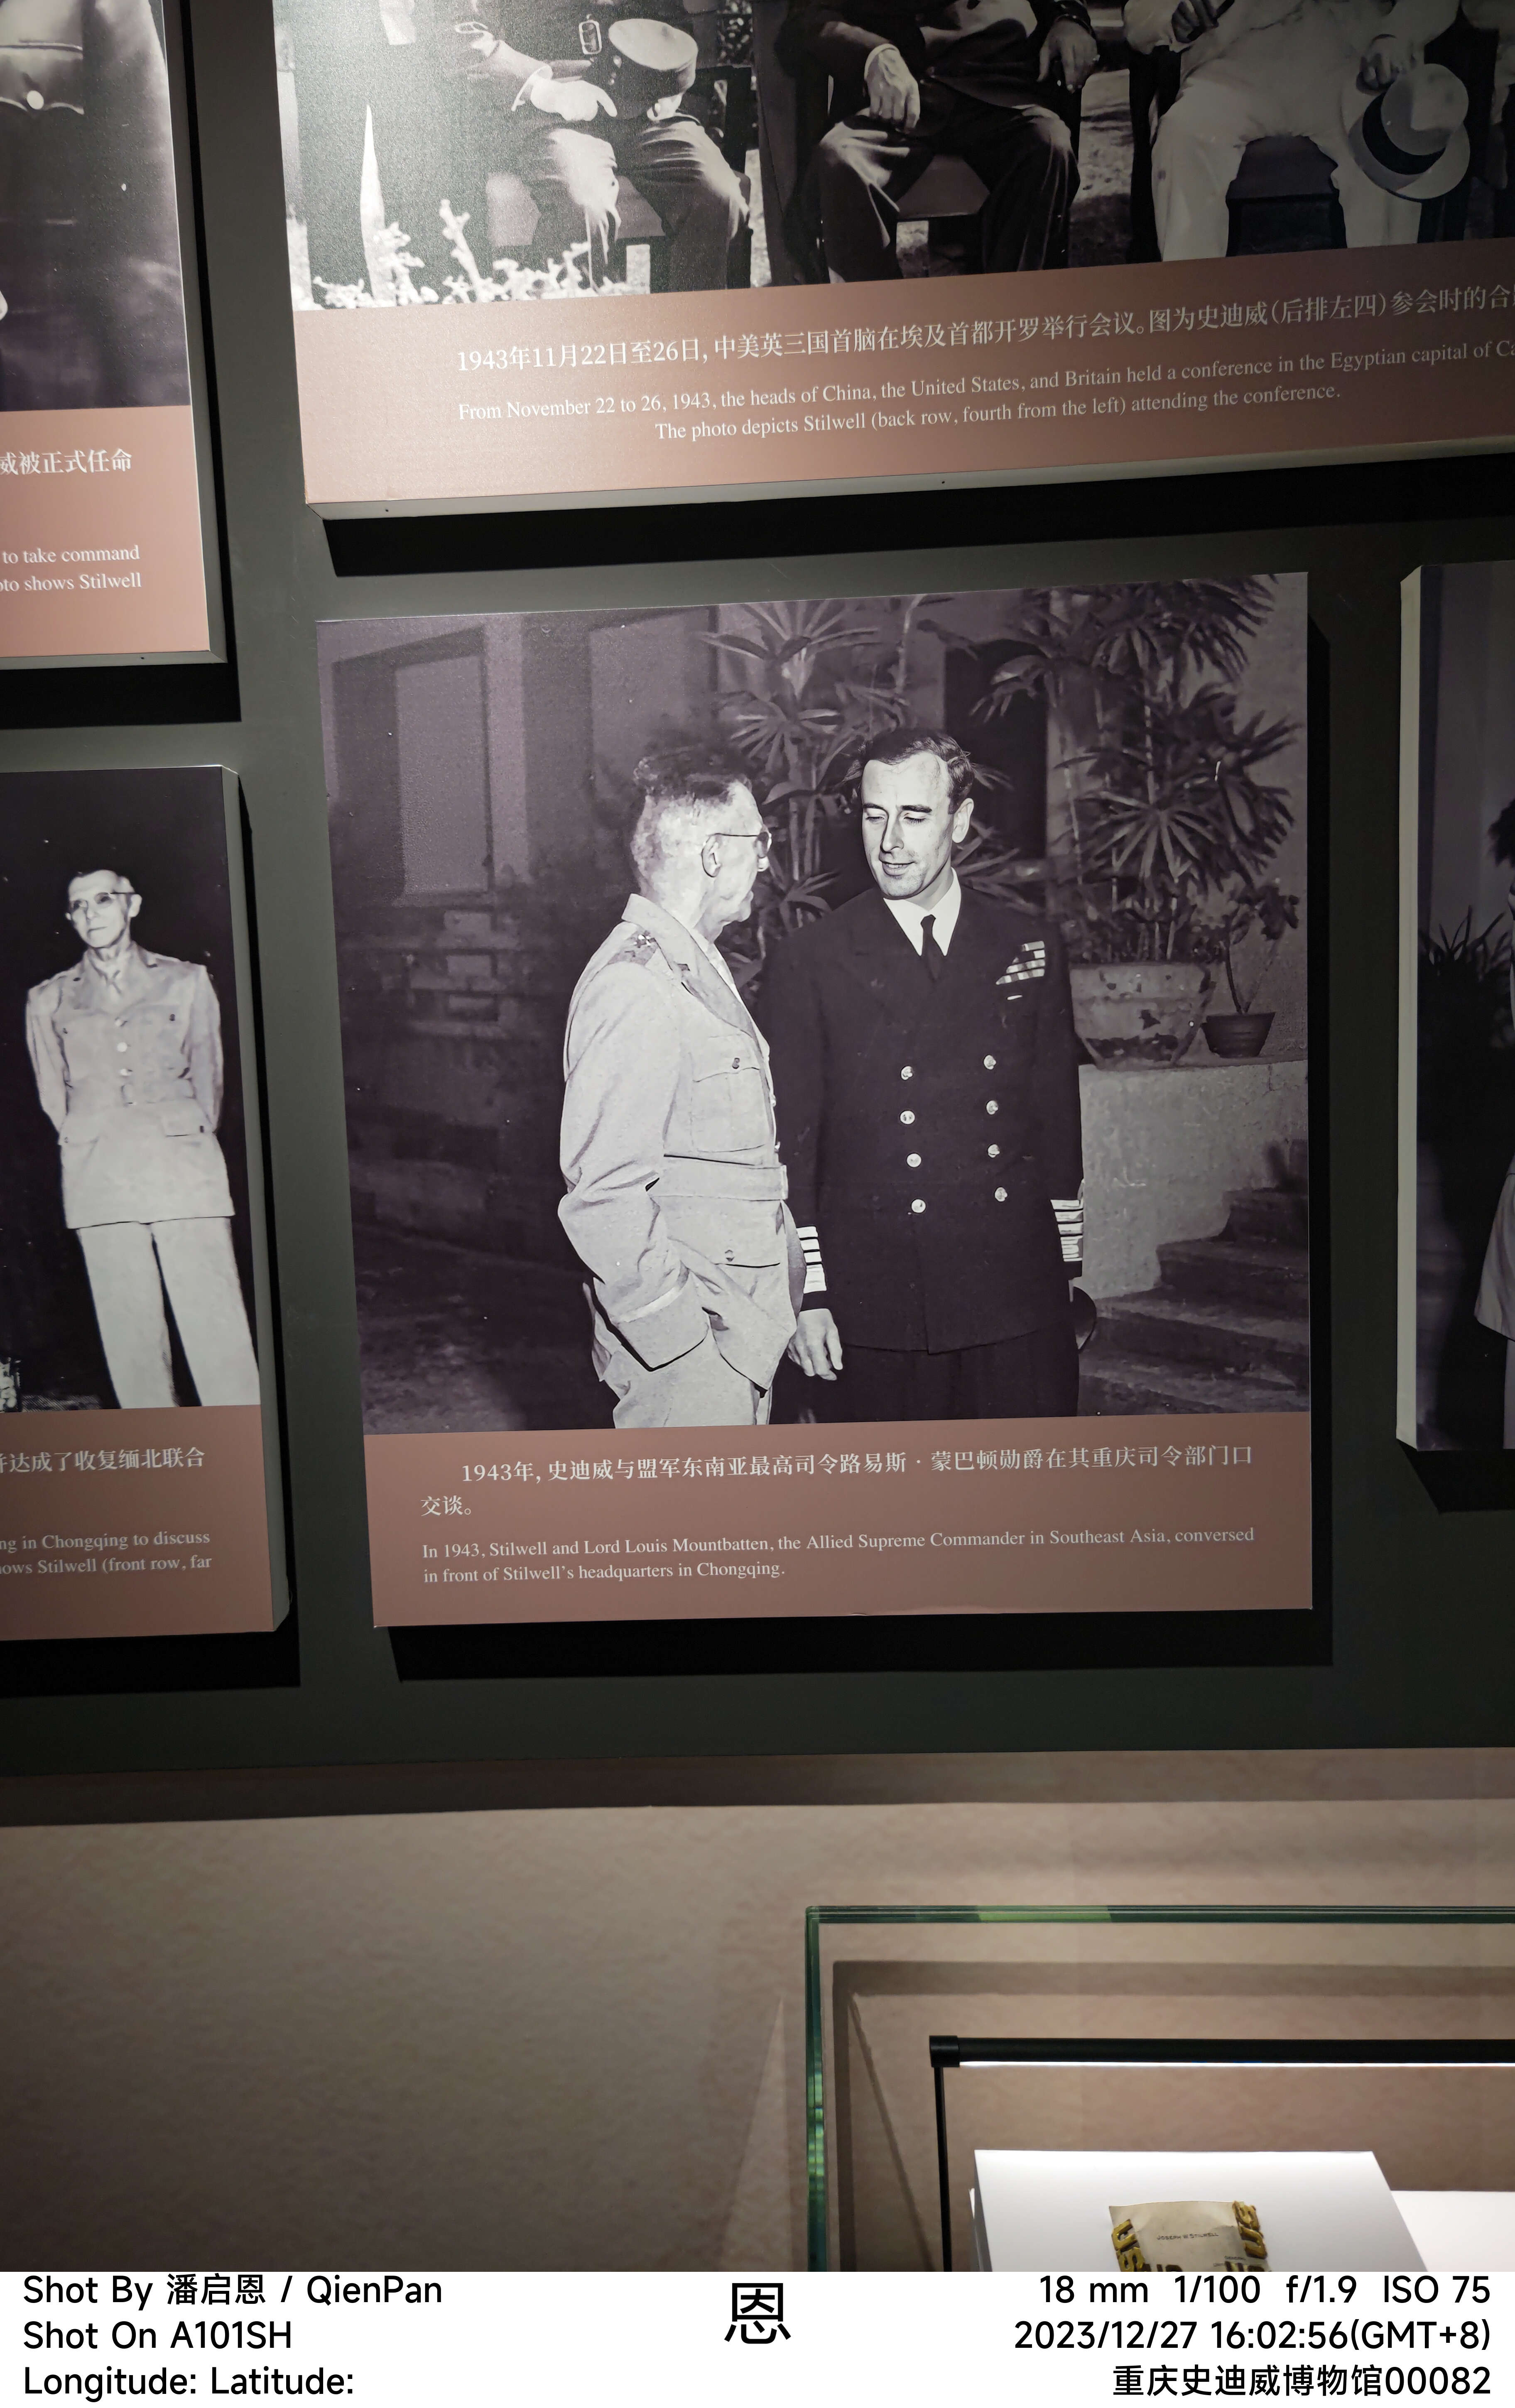 1943年11月22日至26日，中美英三国首脑在埃及首都开罗举行会议。图为史迪威（后排左四）参会时的合
From November 22 to 26, 1943, the heads of China, the United States, and Britain held a conference in the Egyptian capital of Ca
The photo depicts Stilwell (back row, fourth from the left) attending the conference.
威被正式任命
to take command
oto shows Stilwell
1943年，史迪威与盟军东南亚最高司令路易斯·蒙巴顿勋爵在其重庆司令部门口
交谈。
In 1943, Stilwell and Lord Louis Mountbatten, the Allied Supreme Commander in Southeast Asia, conversed
in front of Stilwell's headquarters in Chongqing.
达成了收复缅北联合
ng in Chongqing to discuss
ows Stilwell (front row, far
JOSEPH W STILWELL
Shot By 潘启恩 / QienPan
Shot On A101SH
Longitude: Latitude:
恩
18 mm 1/100 f/1.9 ISO 75
2023/12/27 16:02:56(GMT+8)
重庆史迪威博物馆00082